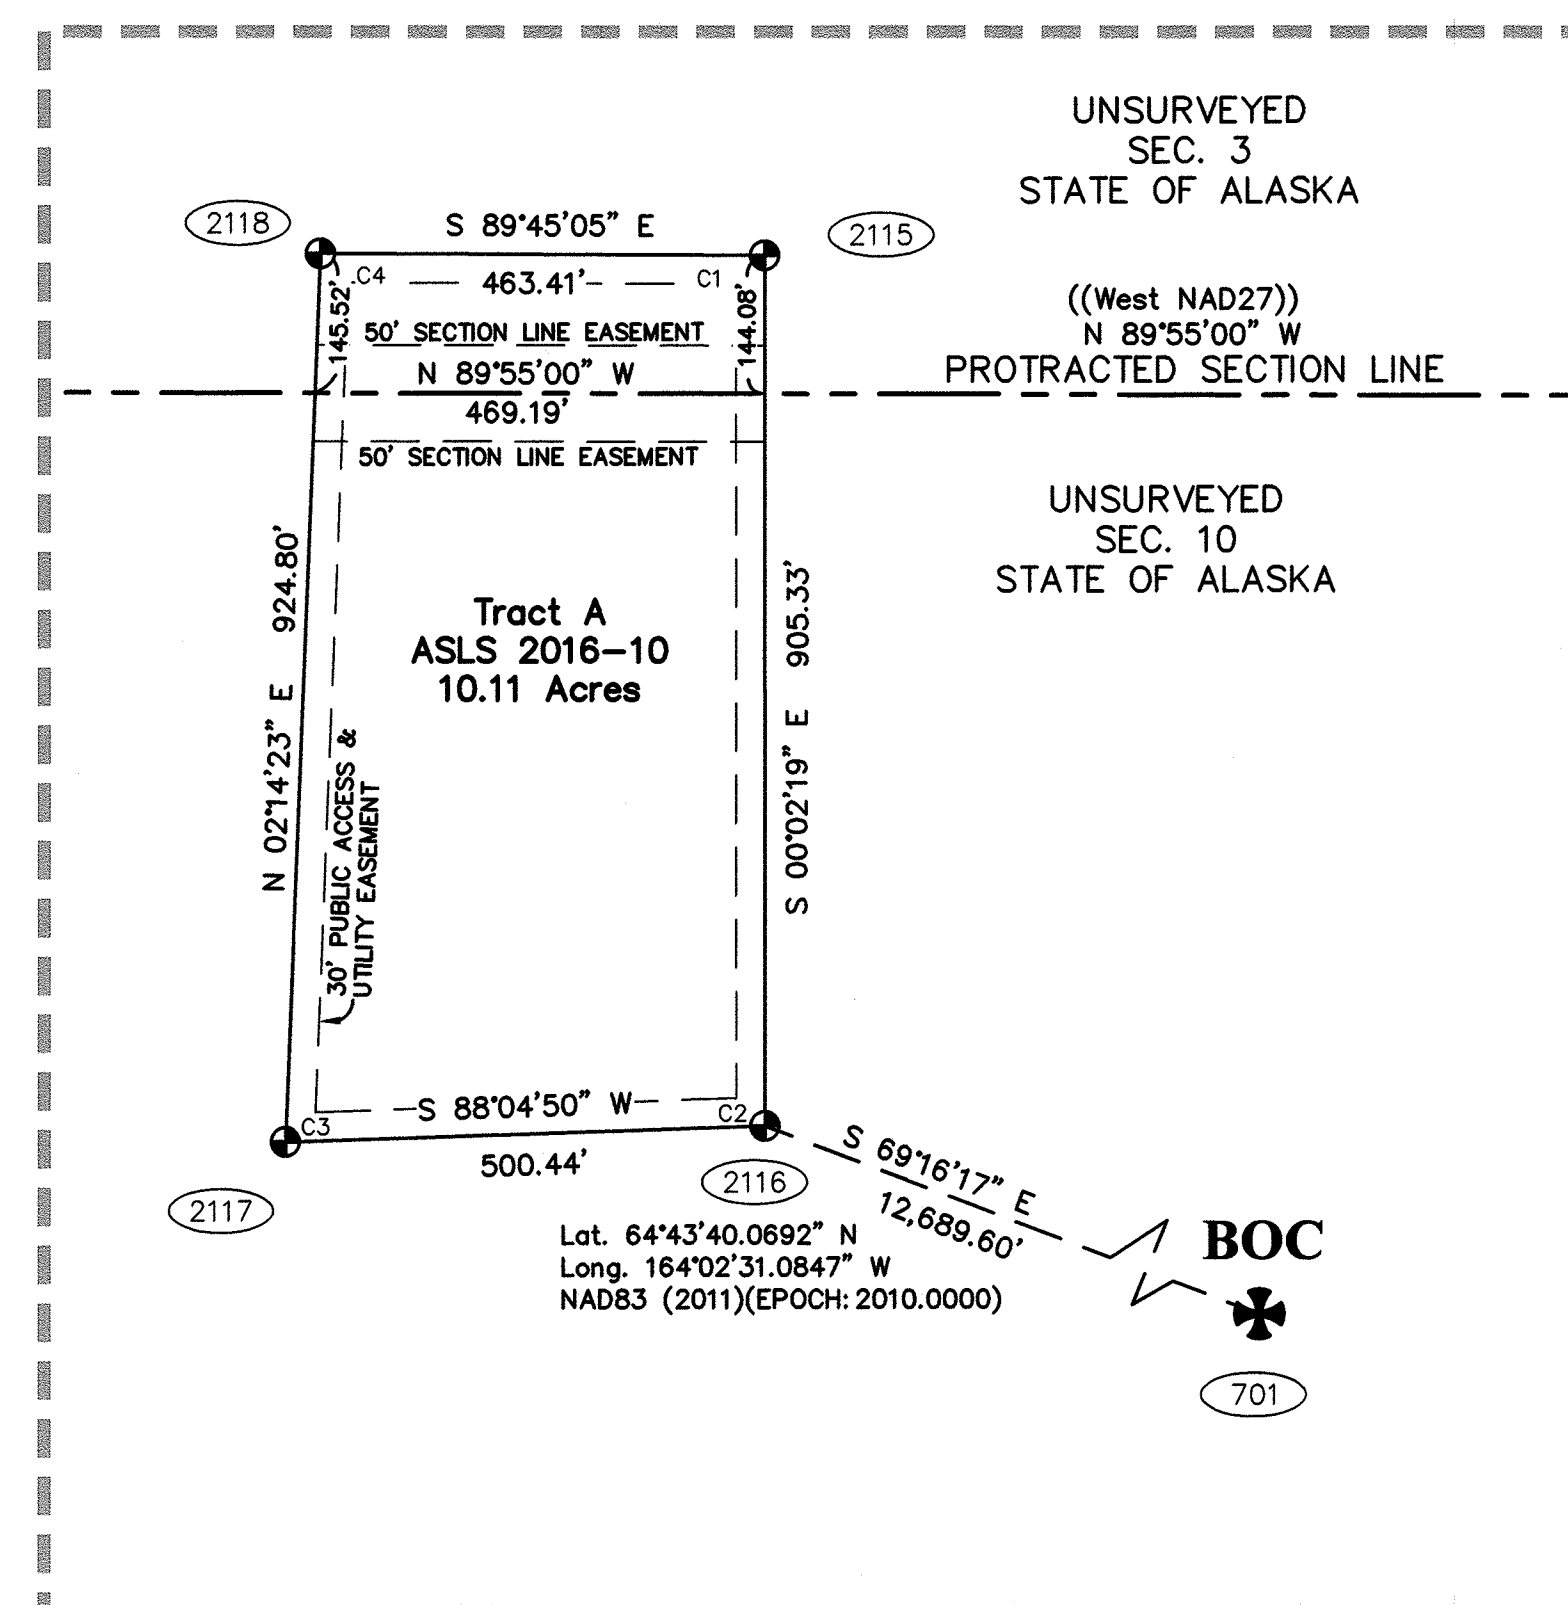 UNSURVEYED
SEC. 3
STATE OF ALASKA
2118
S 89°45'05" E
2115
C4
463.41'
C1
145.52'
144.08'
50' SECTION LINE EASEMENT
N 89°55'00" W
469.19'
50' SECTION LINE EASEMENT
((West NAD27))
N 89°55'00" W
PROTRACTED SECTION LINE
UNSURVEYED
SEC. 10
STATE OF ALASKA
N 02°14'23" E 924.80'
Tract A
ASLS 2016-10
10.11 Acres
S 00°02'19" E 905.33'
30' PUBLIC ACCESS &
UTILITY EASEMENT
S 88°04'50" W
C3
C2
500.44'
2117
2116
S 69°16'17" E
12,689.60'
Lat. 64°43'40.0692" N
Long. 164°02'31.0847" W
NAD83 (2011)(EPOCH: 2010.0000)
BOC
701